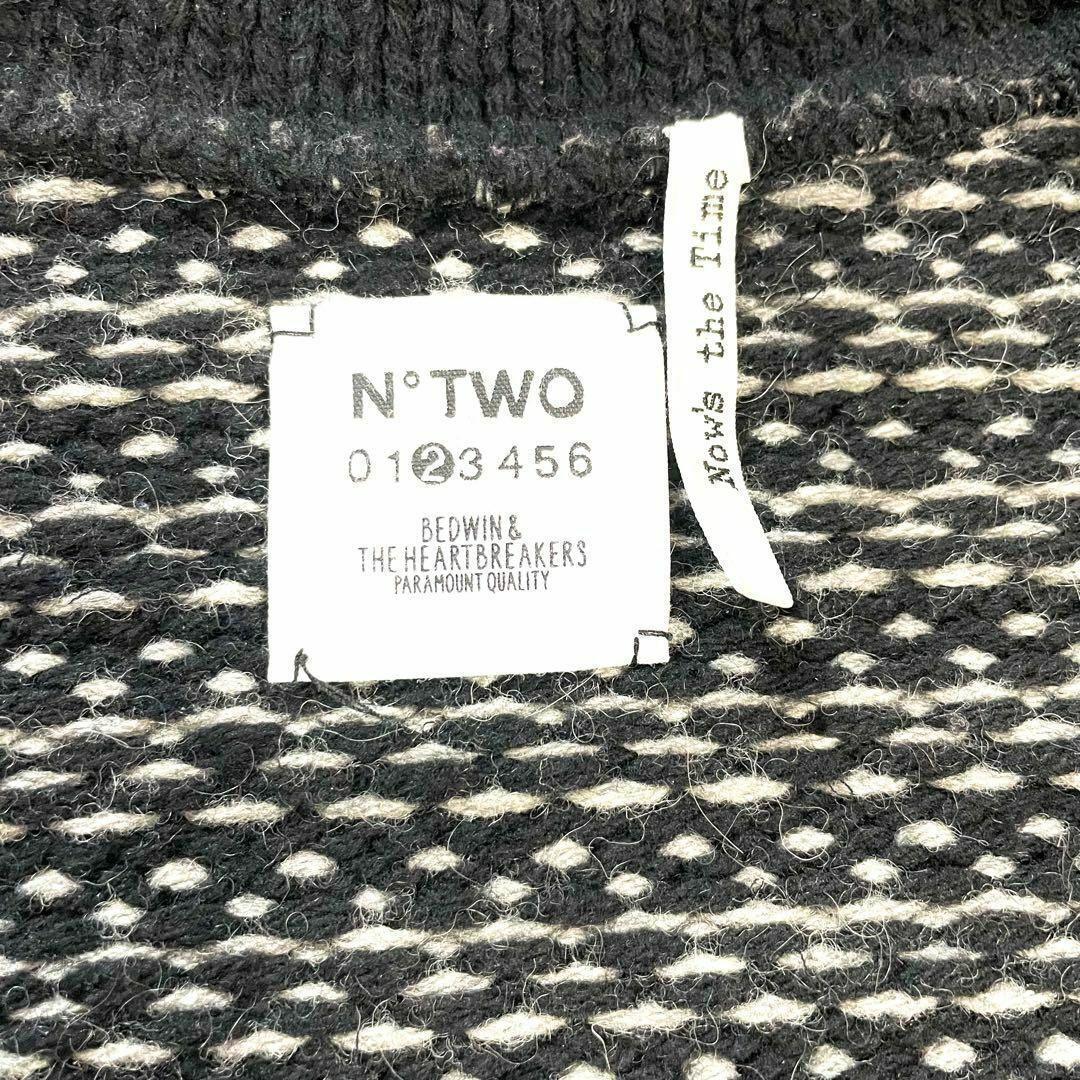 N°TWO
0123456
BEDWIN &
THE HEARTBREAKERS
PARAMOUNT QUALITY
Now's the Time